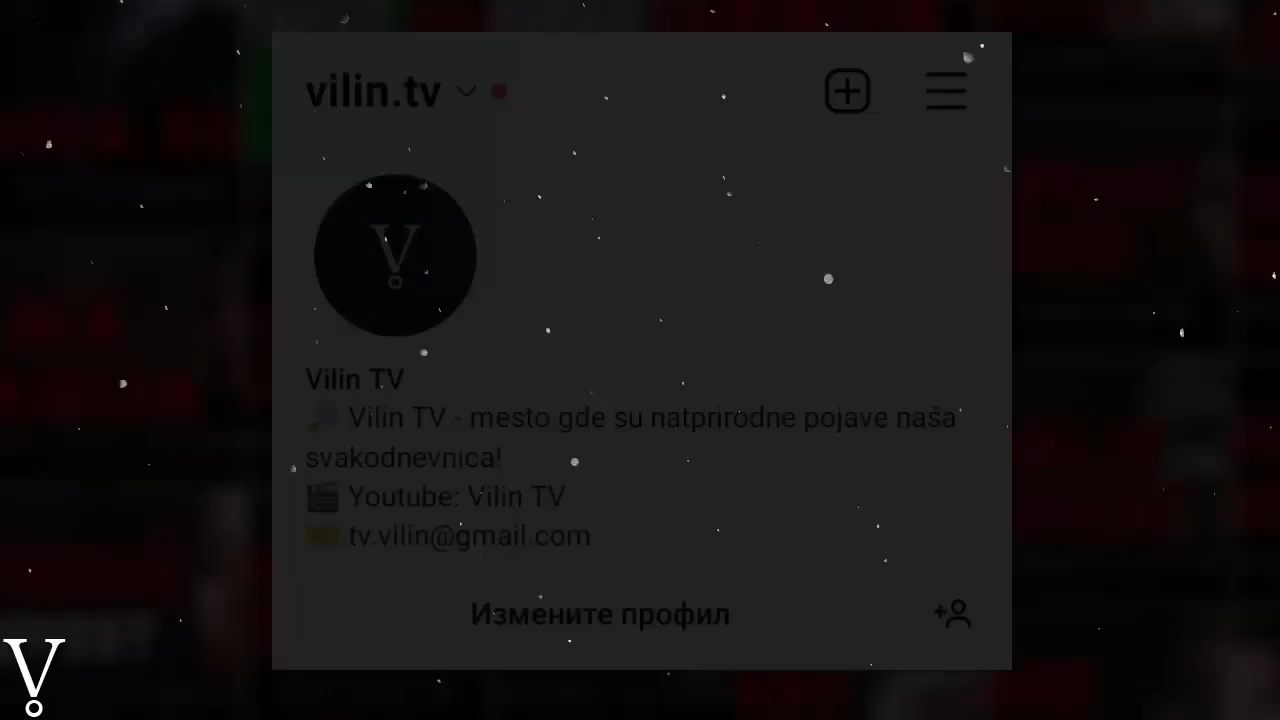 vilin.tv
V
Vilin TV
Vilin TV - mesto gde su natprirodne pojave naša
svakodnevnica!
Youtube: Vilin TV
tv.vilin@gmail.com
Измените профил
V